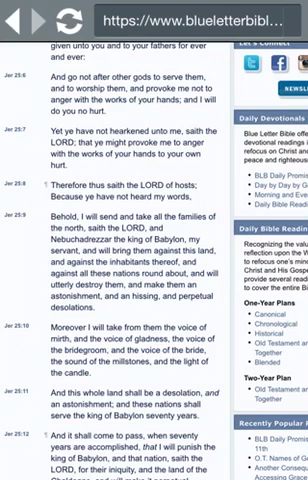 https://www.blueletterbibl...
given unto you and to your fathers for ever
and ever:
Jer 25:6 And go not after other gods to serve them,
and to worship them, and provoke me not to
anger with the works of your hands; and I will
do you no hurt.
Jer 25:7 Yet ye have not hearkened unto me, saith the
LORD; that ye might provoke me to anger
with the works of your hands to your own
hurt.
Jer 25:8 ¶ Therefore thus saith the LORD of hosts;
Because ye have not heard my words,
Jer 25:9 Behold, I will send and take all the families of
the north, saith the LORD, and
Nebuchadrezzar the king of Babylon, my
servant, and will bring them against this land,
and against the inhabitants thereof, and
against all these nations round about, and will
utterly destroy them, and make them an
astonishment, and an hissing, and perpetual
desolations.
Jer 25:10 Moreover I will take from them the voice of
mirth, and the voice of gladness, the voice of
the bridegroom, and the voice of the bride,
the sound of the millstones, and the light of
the candle.
Jer 25:11 And this whole land shall be a desolation, and
an astonishment; and these nations shall
serve the king of Babylon seventy years.
Jer 25:12 ¶ And it shall come to pass, when seventy
years are accomplished, that I will punish the
king of Babylon, and that nation, saith the
LORD, for their iniquity, and the land of the
Let's Connect
NEWSL
Daily Devotionals
Blue Letter Bible offe
devotional readings i
refocus on Christ and
peace and righteous
BLB Daily Promis
Day by Day by G
Morning and Eve
Daily Bible Readi
Daily Bible Readin
Recognizing the valu
reflection upon the W
to refocus one's mind
Christ and His Gospe
provide several readi
to cover the entire Bi
One-Year Plans
Canonical
Chronological
Historical
Old Testament an
Together
Blended
Two-Year Plan
Old Testament an
Together
Recently Popular P
BLB Daily Promis
11th
O.T. Names of G
Another Consequ
Accessing Grace